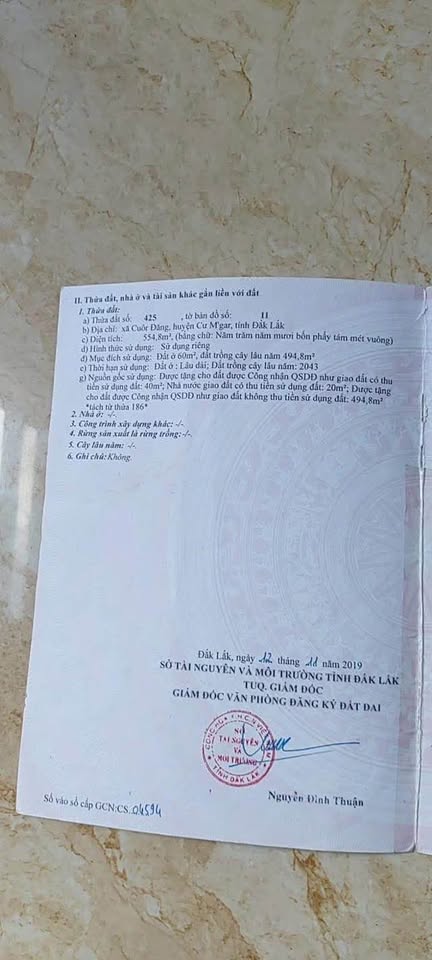 II. Thửa đất, nhà ở và tài sản khác gắn liền với đất
1. Thửa đất:
a) Thửa đất số: 425 , tờ bản đồ số: 11
b) Địa chỉ: xã Cuôr Đăng, huyện Cư M'gar, tỉnh Đắk Lắk
c) Diện tích: 554,8m², (bằng chữ: Năm trăm năm mươi bốn phẩy tám mét vuông)
d) Hình thức sử dụng: Sử dụng riêng
đ) Mục đích sử dụng: Đất ở 60m², đất trồng cây lâu năm 494,8m²
e) Thời hạn sử dụng: Đất ở : Lâu dài; Đất trồng cây lâu năm: 2043
g) Nguồn gốc sử dụng: Được tặng cho đất được Công nhận QSDĐ như giao đất có thu
tiền sử dụng đất: 40m²; Nhà nước giao đất có thu tiền sử dụng đất: 20m²; Được tặng
cho đất được Công nhận QSDĐ như giao đất không thu tiền sử dụng đất: 494,8m²
*tách từ thửa 186*
2. Nhà ở: -/-
3. Công trình xây dựng khác: -/-
4. Rừng sản xuất là rừng trồng: -/-
5. Cây lâu năm: -/-
6. Ghi chú: Không.
Đắk Lắk, ngày 12 tháng 11 năm 2019
SỞ TÀI NGUYÊN VÀ MÔI TRƯỜNG TỈNH ĐẮK LẮK
TUQ. GIÁM ĐỐC
GIÁM ĐỐC VĂN PHÒNG ĐĂNG KÝ ĐẤT ĐAI
SỞ
TÀI NGUYÊN
VÀ
MÔI TRƯỜNG
TỈNH ĐẮK LẮK
Nguyễn Đình Thuận
Số vào sổ cấp GCN:CS 04594